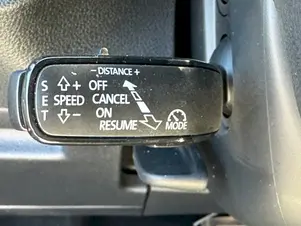 − DISTANCE +
S + OFF
E SPEED CANCEL
T − ON
RESUME MODE